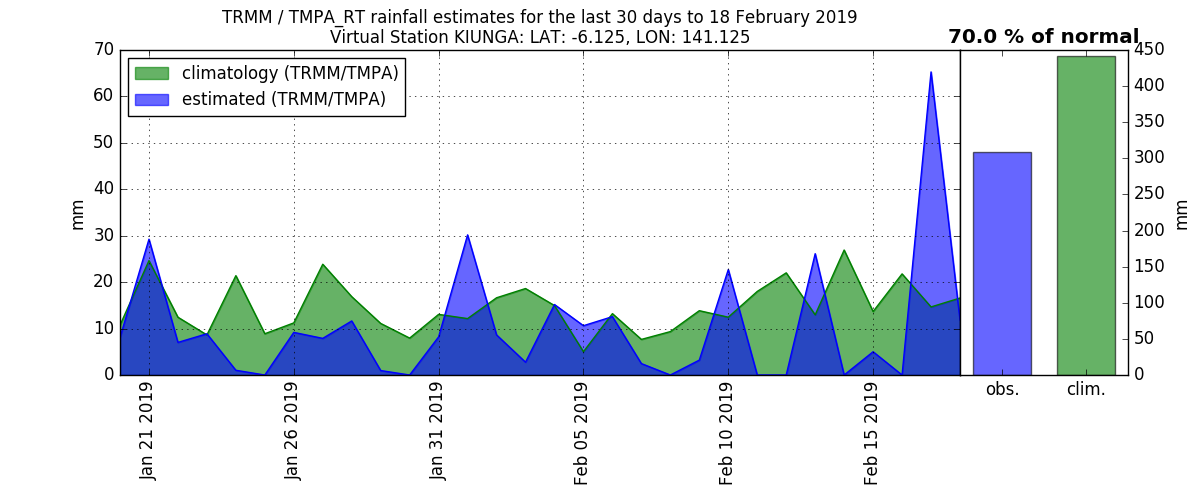 TRMM / TMPA_RT rainfall estimates for the last 30 days to 18 February 2019
Virtual Station KIUNGA: LAT: -6.125, LON: 141.125
70.0 % of normal
climatology (TRMM/TMPA)
estimated (TRMM/TMPA)
70
60
50
40
30
20
10
0
mm
Jan 21 2019
Jan 26 2019
Jan 31 2019
Feb 05 2019
Feb 10 2019
Feb 15 2019
obs.
clim.
450
400
350
300
250
200
150
100
50
0
mm